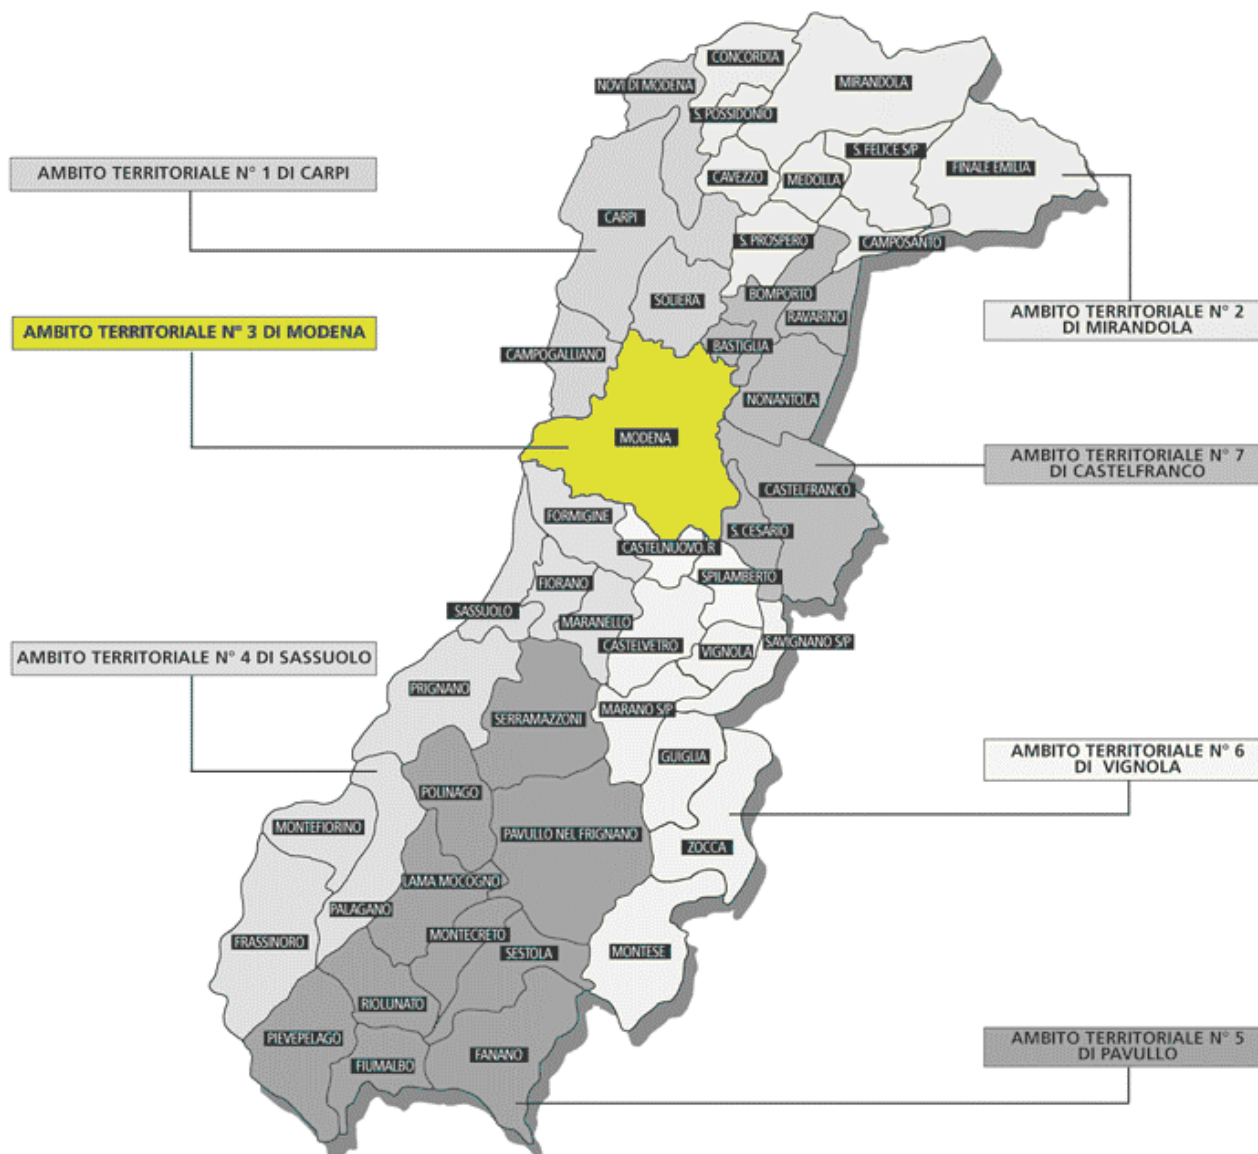 CONCORDIA
NOVI DI MODENA
MIRANDOLA
S. POSSIDONIO
S. FELICE S/P
FINALE EMILIA
AMBITO TERRITORIALE N° 1 DI CARPI
CAVEZZO
MEDOLLA
CARPI
S. PROSPERO
CAMPOSANTO
BOMPORTO
SOLIERA
RAVARINO
AMBITO TERRITORIALE N° 2
DI MIRANDOLA
AMBITO TERRITORIALE N° 3 DI MODENA
BASTIGLIA
CAMPOGALLIANO
NONANTOLA
MODENA
AMBITO TERRITORIALE N° 7
DI CASTELFRANCO
CASTELFRANCO
FORMIGINE
S. CESARIO
CASTELNUOVO. R
SPILAMBERTO
FIORANO
SASSUOLO
MARANELLO
CASTELVETRO
SAVIGNANO S/P
VIGNOLA
AMBITO TERRITORIALE N° 4 DI SASSUOLO
PRIGNANO
MARANO S/P
SERRAMAZZONI
GUIGLIA
AMBITO TERRITORIALE N° 6
DI VIGNOLA
POLINAGO
MONTEFIORINO
PAVULLO NEL FRIGNANO
ZOCCA
LAMA MOCOGNO
PALAGANO
MONTECRETO
FRASSINORO
SESTOLA
MONTESE
RIOLUNATO
PIEVEPELAGO
FIUMALBO
FANANO
AMBITO TERRITORIALE N° 5
DI PAVULLO